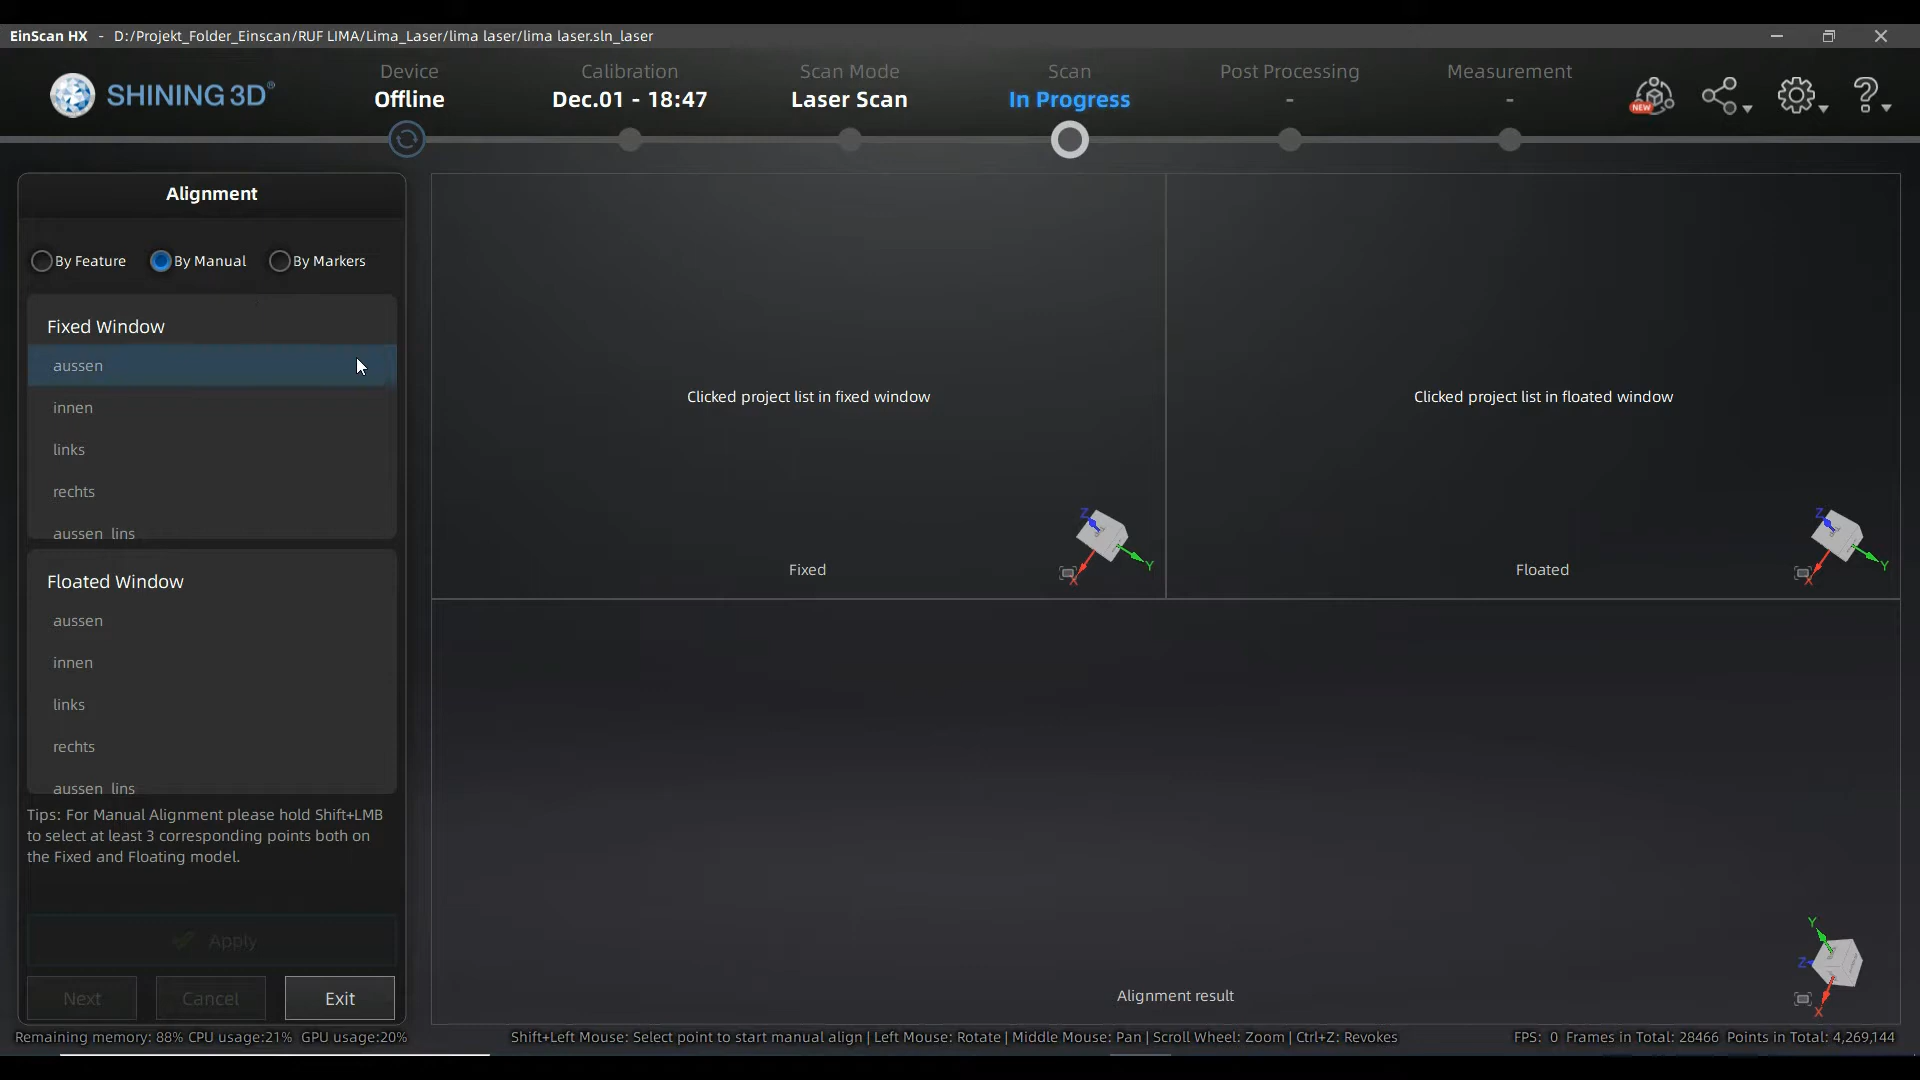 EinScan HX - D:/Projekt_Folder_Einscan/RUF LIMA/Lima_Laser/lima laser/lima laser.sln_laser
SHINING 3D®
Device
Offline
Calibration
Dec.01 - 18:47
Scan Mode
Laser Scan
Scan
In Progress
Post Processing
-
Measurement
-
NEW
Alignment
By Feature
By Manual
By Markers
Fixed Window
aussen
innen
links
rechts
aussen_lins
Floated Window
aussen
innen
links
rechts
aussen_lins
Tips: For Manual Alignment please hold Shift+LMB
to select at least 3 corresponding points both on
the Fixed and Floating model.
Apply
Next
Cancel
Exit
Clicked project list in fixed window
Fixed
Z
Y
X
Clicked project list in floated window
Floated
Z
Y
X
Alignment result
Y
Z
X
Remaining memory: 88% CPU usage:21% GPU usage:20%
Shift+Left Mouse: Select point to start manual align | Left Mouse: Rotate | Middle Mouse: Pan | Scroll Wheel: Zoom | Ctrl+Z: Revokes
FPS: 0 Frames in Total: 28466 Points in Total: 4,269,144